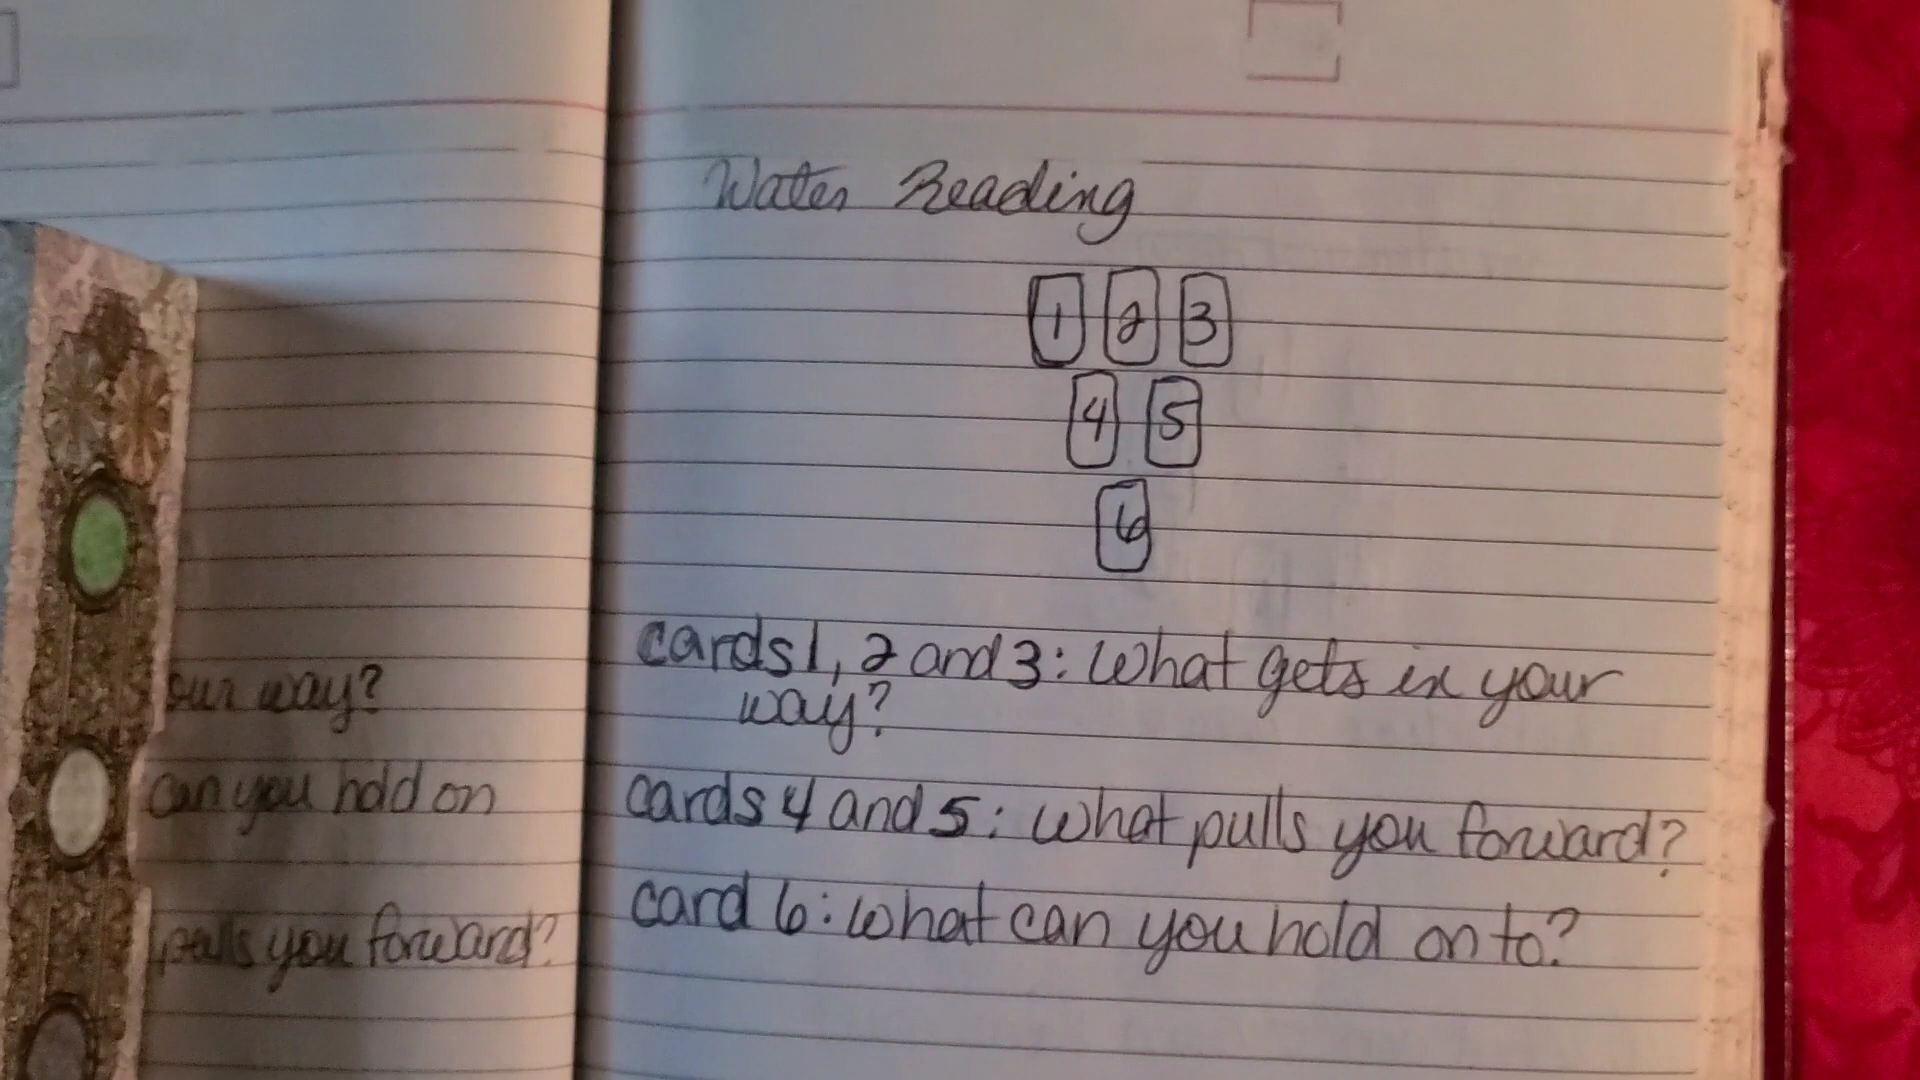 our way?
can you hold on
pulls you forward?
Water Reading
1 2 3
4 5
6
cards 1, 2 and 3: What gets in your
way?
cards 4 and 5: What pulls you forward?
card 6: What can you hold on to?